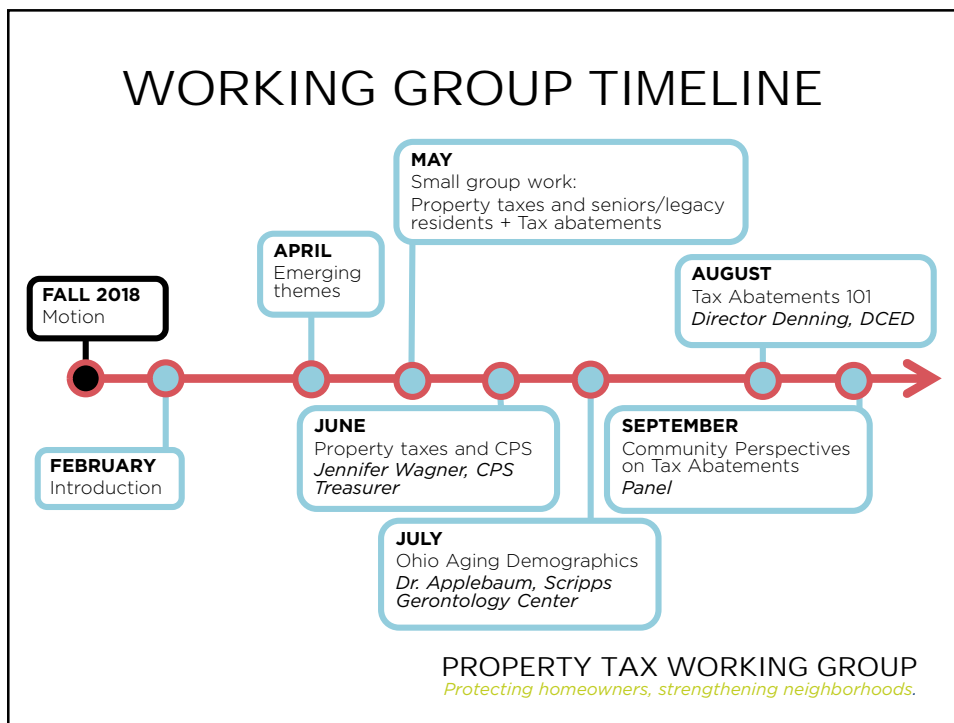 WORKING GROUP TIMELINE
FALL 2018
Motion
FEBRUARY
Introduction
APRIL
Emerging
themes
MAY
Small group work:
Property taxes and seniors/legacy
residents + Tax abatements
JUNE
Property taxes and CPS
Jennifer Wagner, CPS
Treasurer
JULY
Ohio Aging Demographics
Dr. Applebaum, Scripps
Gerontology Center
AUGUST
Tax Abatements 101
Director Denning, DCED
SEPTEMBER
Community Perspectives
on Tax Abatements
Panel
PROPERTY TAX WORKING GROUP
Protecting homeowners, strengthening neighborhoods.